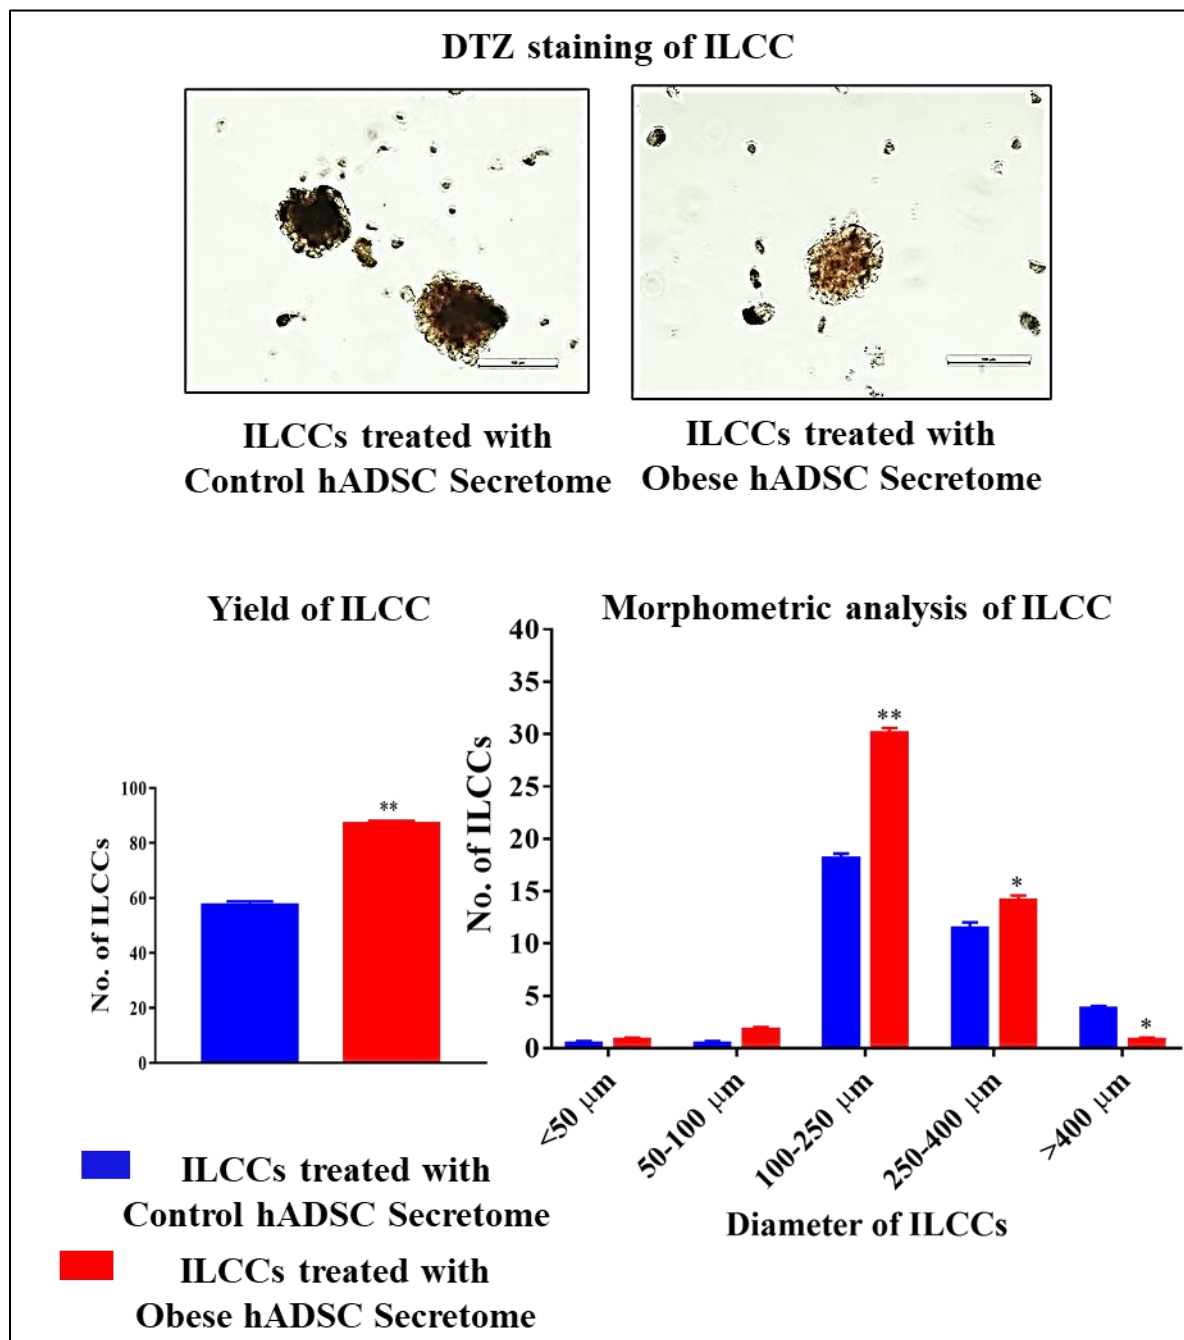 DTZ staining of ILCC
ILCCs treated with
Control hADSC Secretome
ILCCs treated with
Obese hADSC Secretome
Yield of ILCC
No. of ILCCs
100
80
60
40
20
0
**
Morphometric analysis of ILCC
No. of ILCCs
40
35
30
25
20
15
10
5
0
**
*
*
<50 μm
50-100 μm
100-250 μm
250-400 μm
>400 μm
Diameter of ILCCs
ILCCs treated with
Control hADSC Secretome
ILCCs treated with
Obese hADSC Secretome